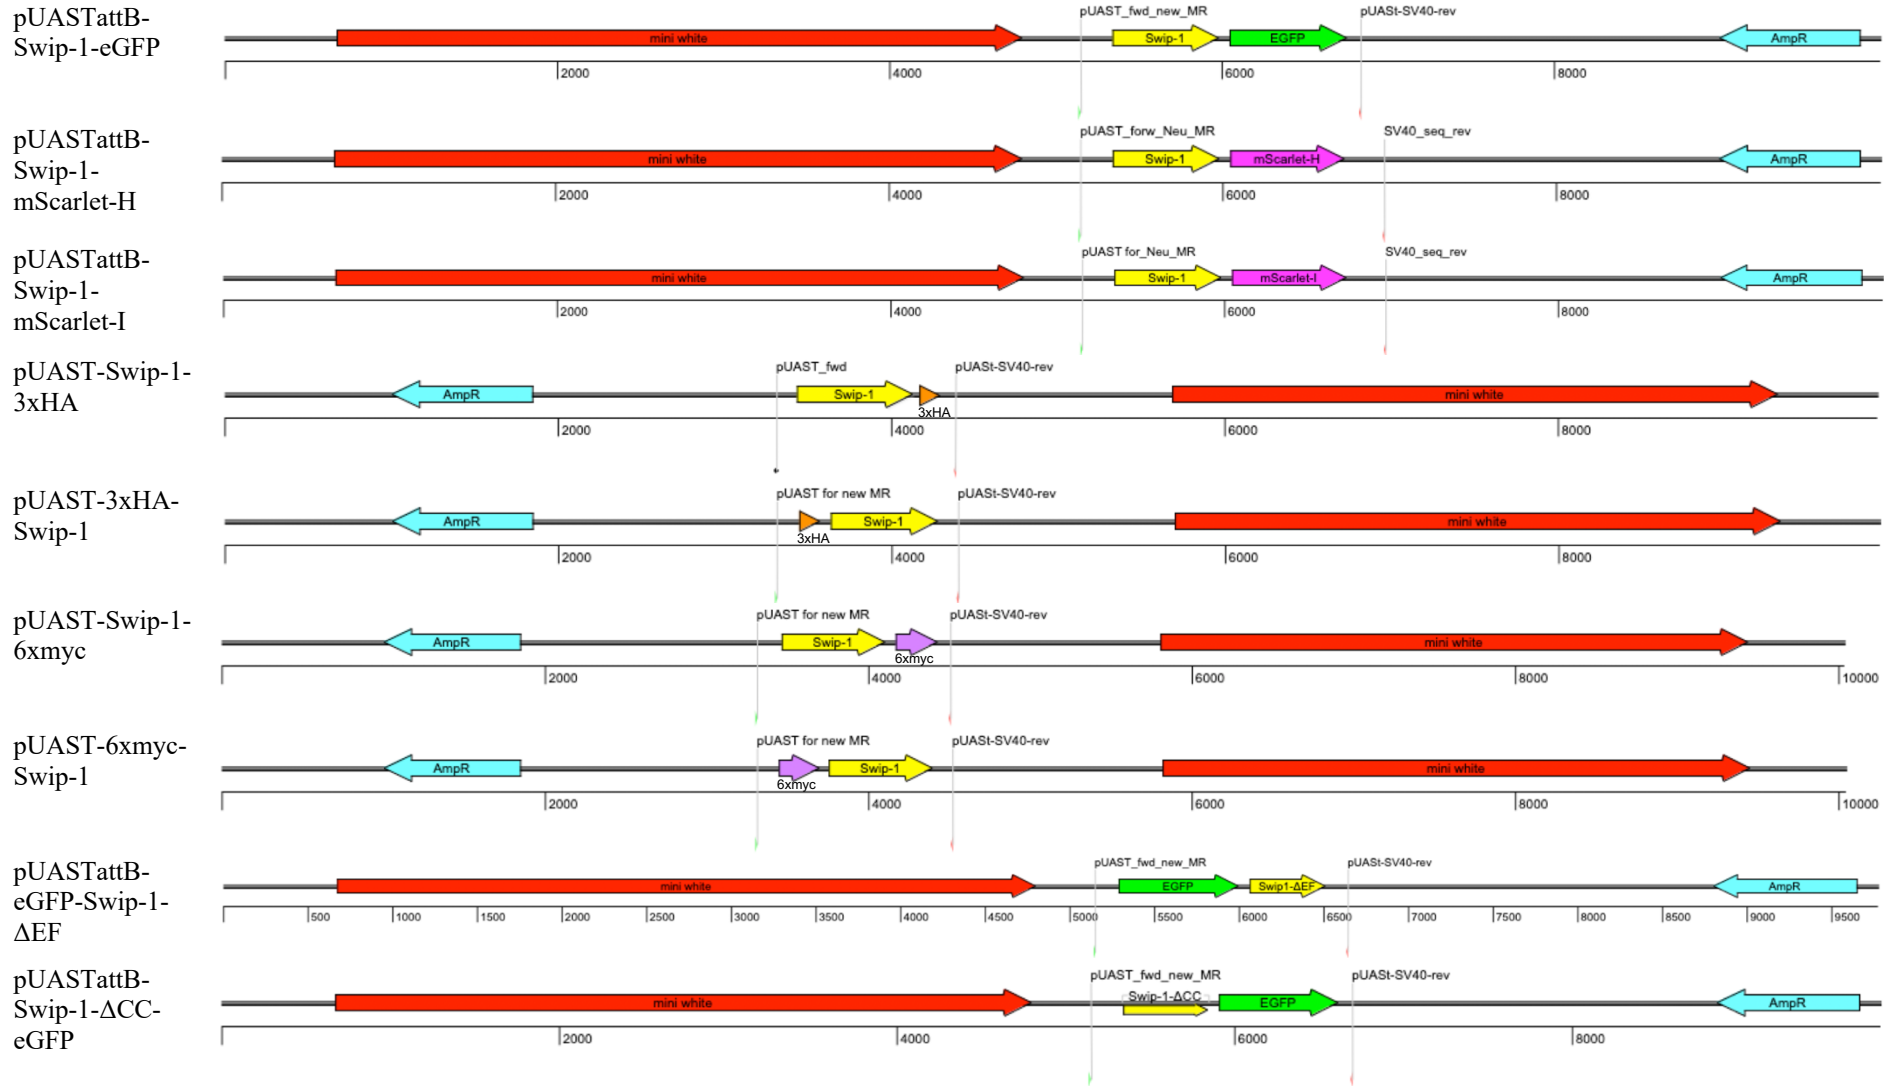 pUASTattB-
Swip-1-eGFP
pUAST_fwd_new_MR
pUASt-SV40-rev
mini white
Swip-1
EGFP
AmpR
2000
4000
6000
8000
pUASTattB-
Swip-1-
mScarlet-H
pUAST_forw_Neu_MR
SV40_seq_rev
mini white
Swip-1
mScarlet-H
AmpR
2000
4000
6000
8000
pUASTattB-
Swip-1-
mScarlet-I
pUAST for_Neu_MR
SV40_seq_rev
mini white
Swip-1
mScarlet-I
AmpR
2000
4000
6000
8000
pUAST-Swip-1-
3xHA
pUAST_fwd
pUASt-SV40-rev
AmpR
Swip-1
3xHA
mini white
2000
4000
6000
8000
pUAST-3xHA-
Swip-1
pUAST for new MR
pUASt-SV40-rev
AmpR
3xHA
Swip-1
mini white
2000
4000
6000
8000
pUAST-Swip-1-
6xmyc
pUAST for new MR
pUASt-SV40-rev
AmpR
Swip-1
6xmyc
mini white
2000
4000
6000
8000
10000
pUAST-6xmyc-
Swip-1
pUAST for new MR
pUASt-SV40-rev
AmpR
6xmyc
Swip-1
mini white
2000
4000
6000
8000
10000
pUASTattB-
eGFP-Swip-1-
ΔEF
pUAST_fwd_new_MR
pUASt-SV40-rev
mini white
EGFP
Swip1-ΔEF
AmpR
500
1000
1500
2000
2500
3000
3500
4000
4500
5000
5500
6000
6500
7000
7500
8000
8500
9000
9500
pUASTattB-
Swip-1-ΔCC-
eGFP
pUAST_fwd_new_MR
pUASt-SV40-rev
mini white
Swip-1-ΔCC
EGFP
AmpR
2000
4000
6000
8000